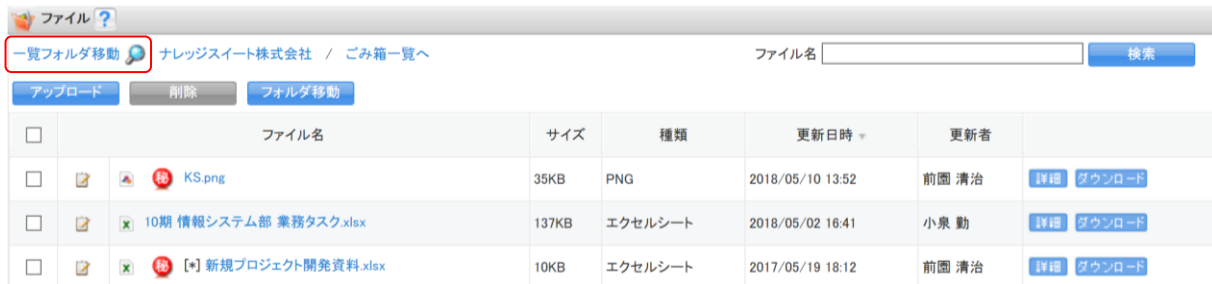 ファイル ?
一覧フォルダ移動 ナレッジスイート株式会社 / ごみ箱一覧へ ファイル名 検索
アップロード 削除 フォルダ移動
ファイル名 サイズ 種類 更新日時 更新者
秘 KS.png 35KB PNG 2018/05/10 13:52 前園 清治 詳細 ダウンロード
10期 情報システム部 業務タスク.xlsx 137KB エクセルシート 2018/05/02 16:41 小泉 勤 詳細 ダウンロード
秘 [*] 新規プロジェクト開発資料.xlsx 10KB エクセルシート 2017/05/19 18:12 前園 清治 詳細 ダウンロード